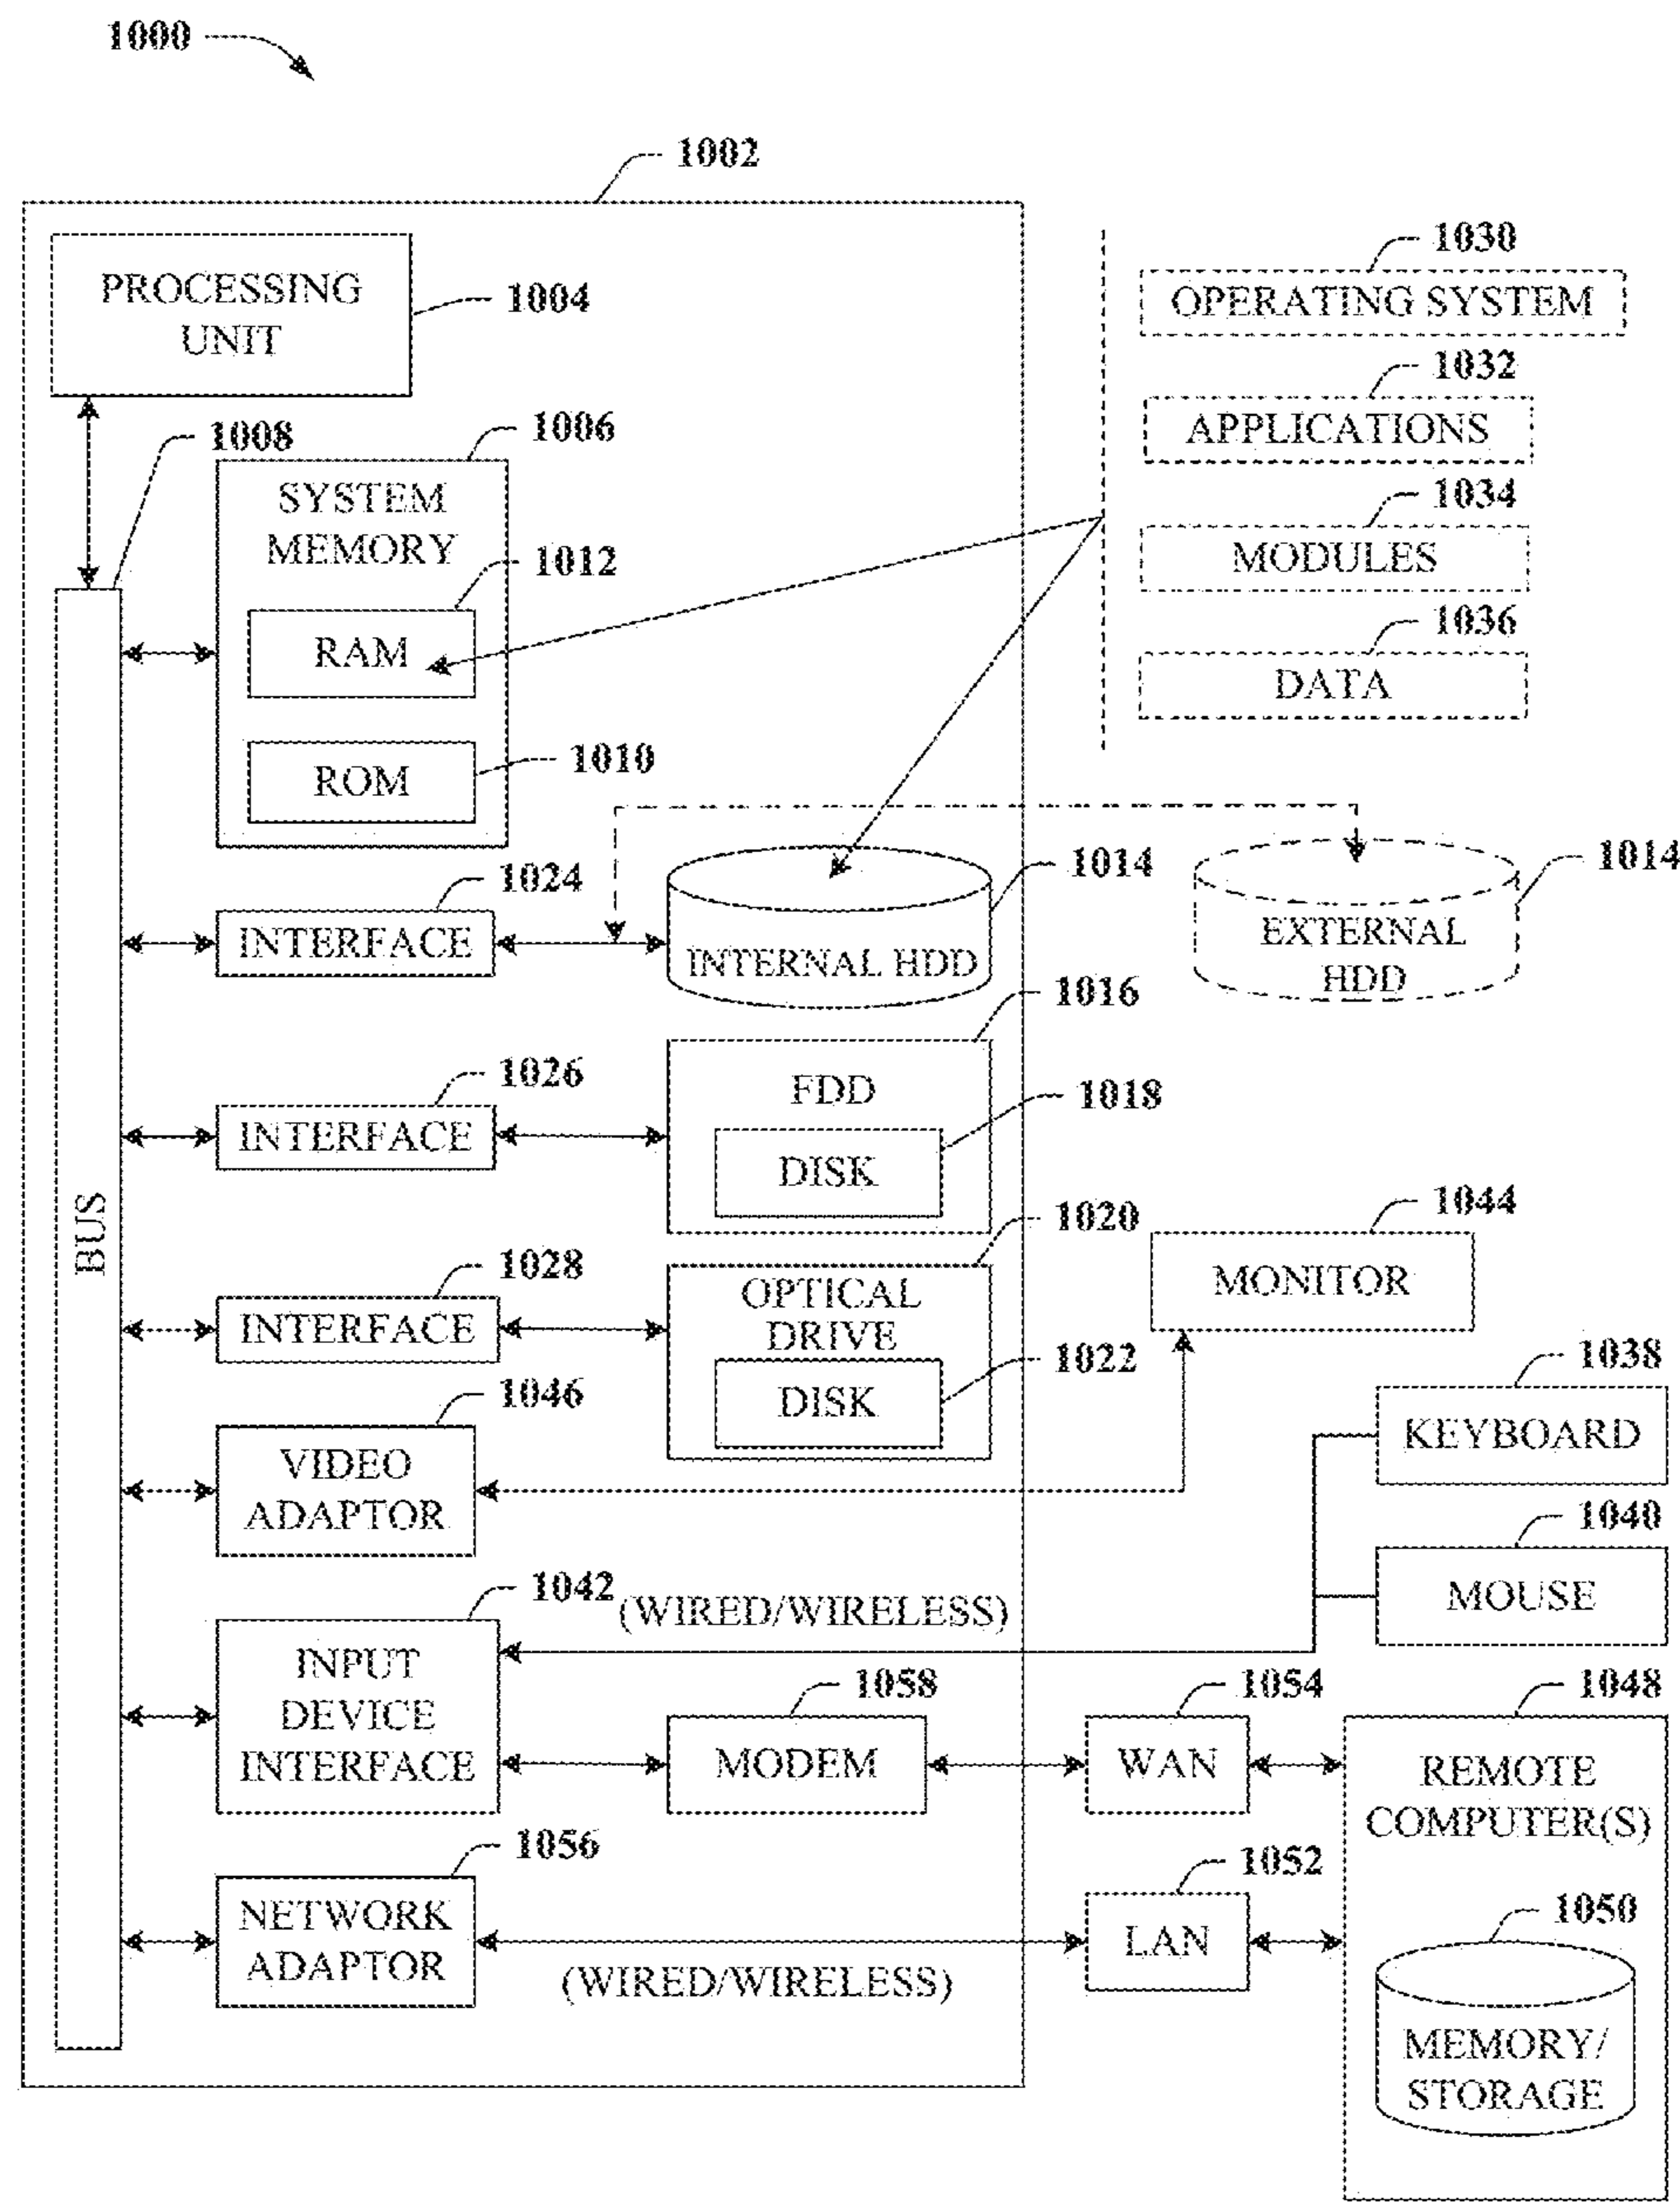 1000
1002
PROCESSING
UNIT
1004
1030
OPERATING SYSTEM
1032
APPLICATIONS
1034
MODULES
1036
DATA
1008
1006
SYSTEM
MEMORY
1012
RAM
1010
ROM
BUS
1024
INTERFACE
1014
INTERNAL HDD
1014
EXTERNAL
HDD
1026
INTERFACE
1016
FDD
1018
DISK
1028
INTERFACE
1020
OPTICAL
DRIVE
1022
DISK
1044
MONITOR
1046
VIDEO
ADAPTOR
1038
KEYBOARD
1040
MOUSE
1042
INPUT
DEVICE
INTERFACE
(WIRED/WIRELESS)
1058
MODEM
1054
WAN
1048
REMOTE
COMPUTER(S)
1056
NETWORK
ADAPTOR
(WIRED/WIRELESS)
1052
LAN
1050
MEMORY/
STORAGE